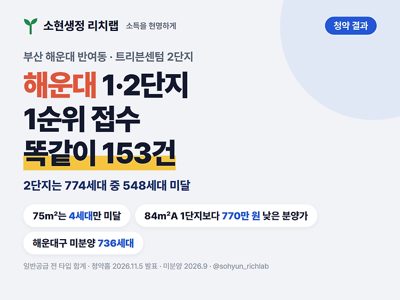 소현생정 리치랩 소득을 현명하게
청약 결과
부산 해운대 반여동 · 트리븐센텀 2단지
해운대 1·2단지
1순위 접수
똑같이 153건
2단지는 774세대 중 548세대 미달
75m²는 4세대만 미달
84m²A 1단지보다 770만 원 낮은 분양가
해운대구 미분양 736세대
일반공급 전 타입 합계 · 청약홈 2026.11.5 발표 · 미분양 2026.9 · @sohyun_richlab